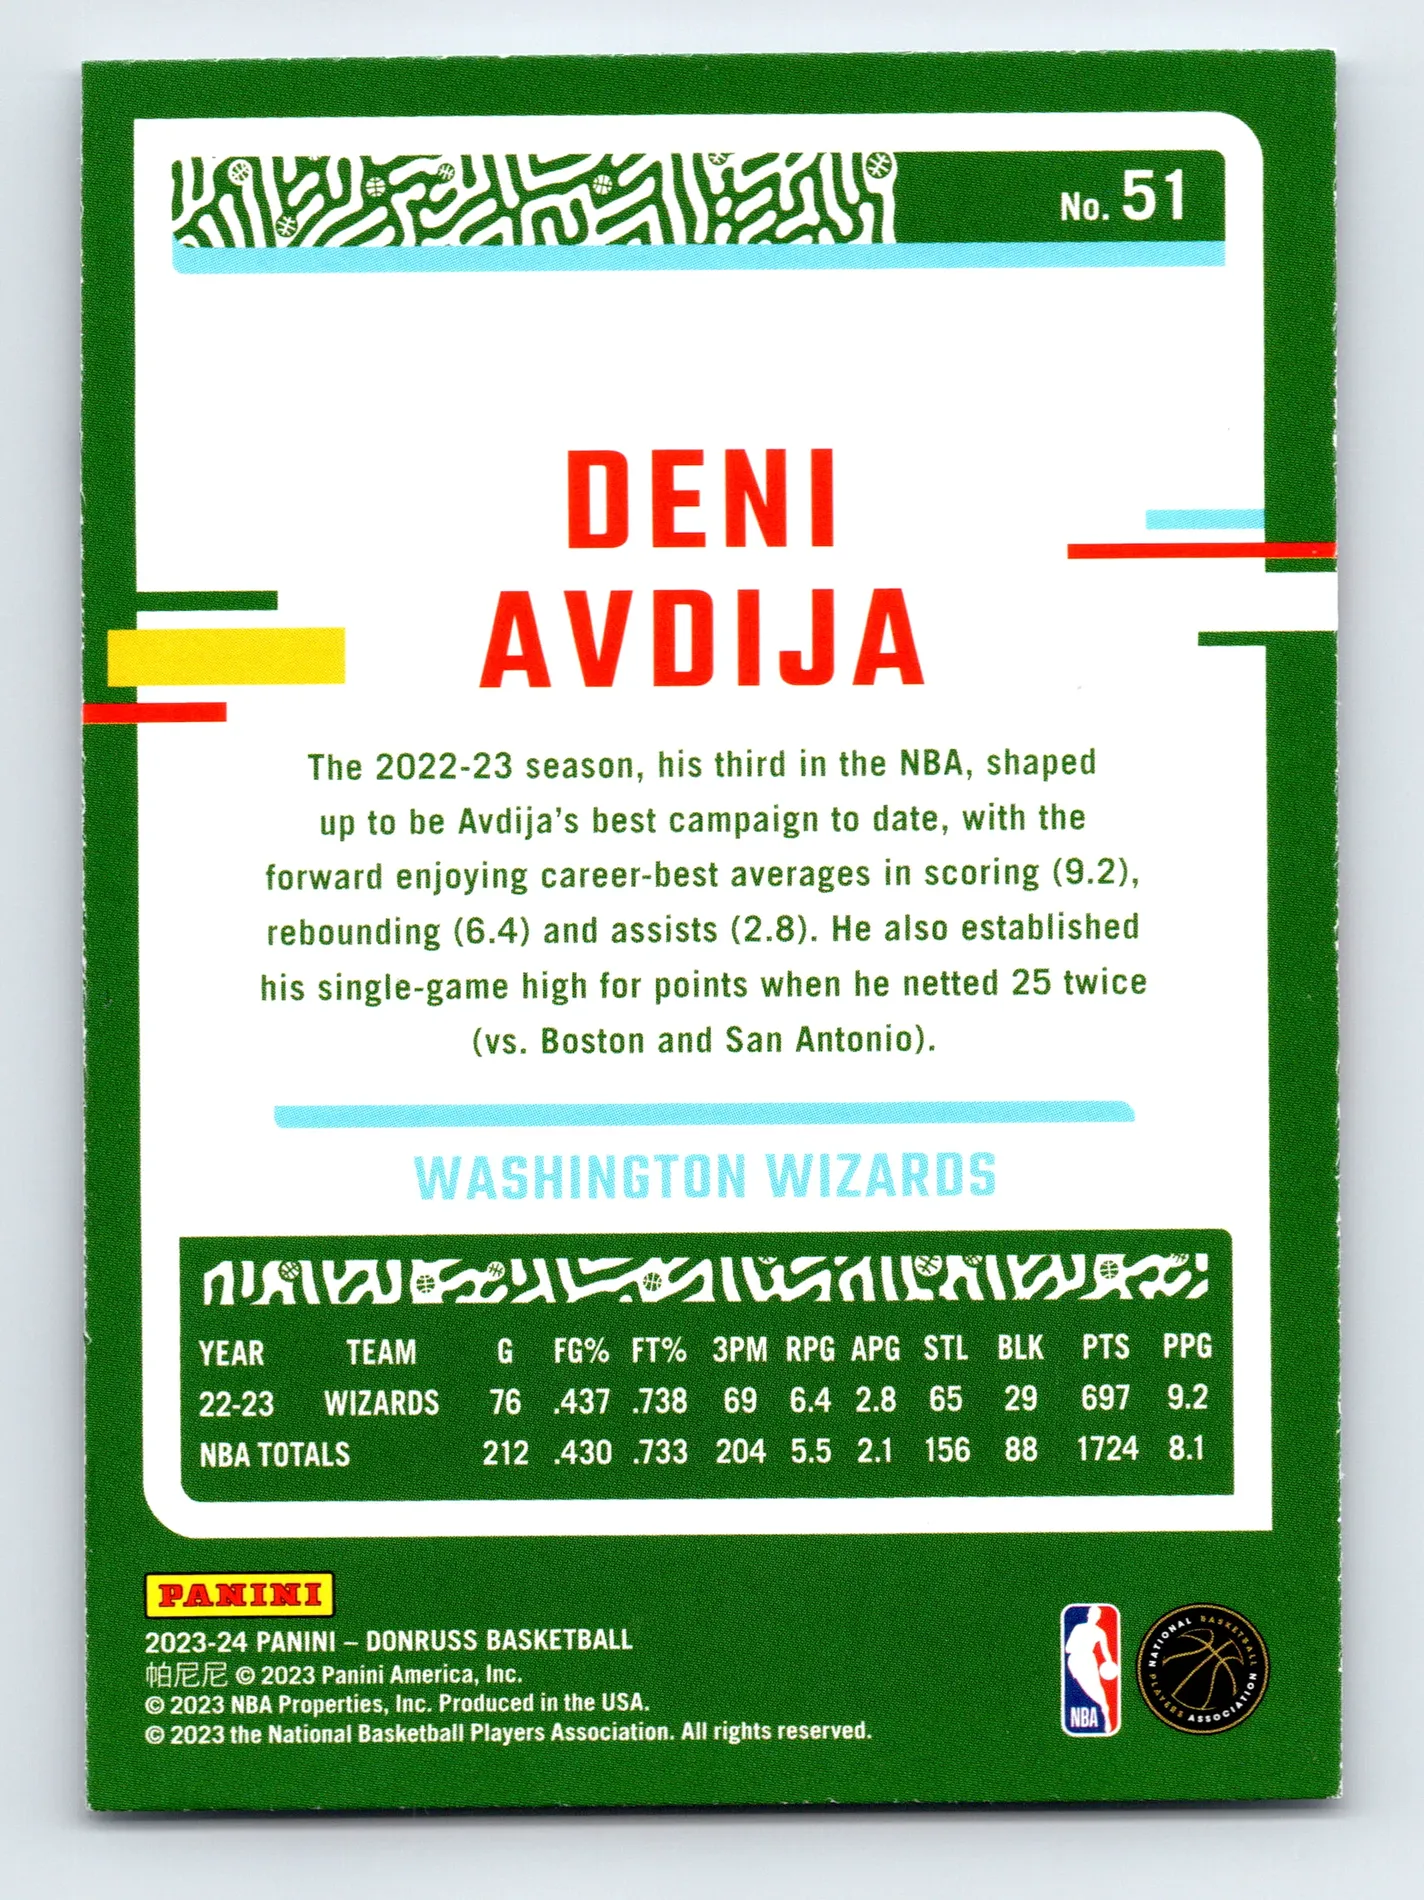 No. 51
DENI
AVDIJA
The 2022-23 season, his third in the NBA, shaped
up to be Avdija's best campaign to date, with the
forward enjoying career-best averages in scoring (9.2),
rebounding (6.4) and assists (2.8). He also established
his single-game high for points when he netted 25 twice
(vs. Boston and San Antonio).
WASHINGTON WIZARDS
YEAR TEAM G FG% FT% 3PM RPG APG STL BLK PTS PPG
22-23 WIZARDS 76 .437 .738 69 6.4 2.8 65 29 697 9.2
NBA TOTALS 212 .430 .733 204 5.5 2.1 156 88 1724 8.1
PANINI
2023-24 PANINI – DONRUSS BASKETBALL
帕尼尼 © 2023 Panini America, Inc.
© 2023 NBA Properties, Inc. Produced in the USA.
© 2023 the National Basketball Players Association. All rights reserved.
NBA
NATIONAL BASKETBALL
PLAYERS ASSOCIATION